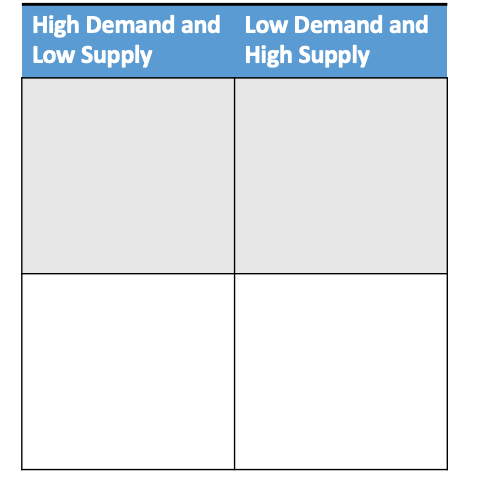 High Demand and
Low Supply
Low Demand and
High Supply